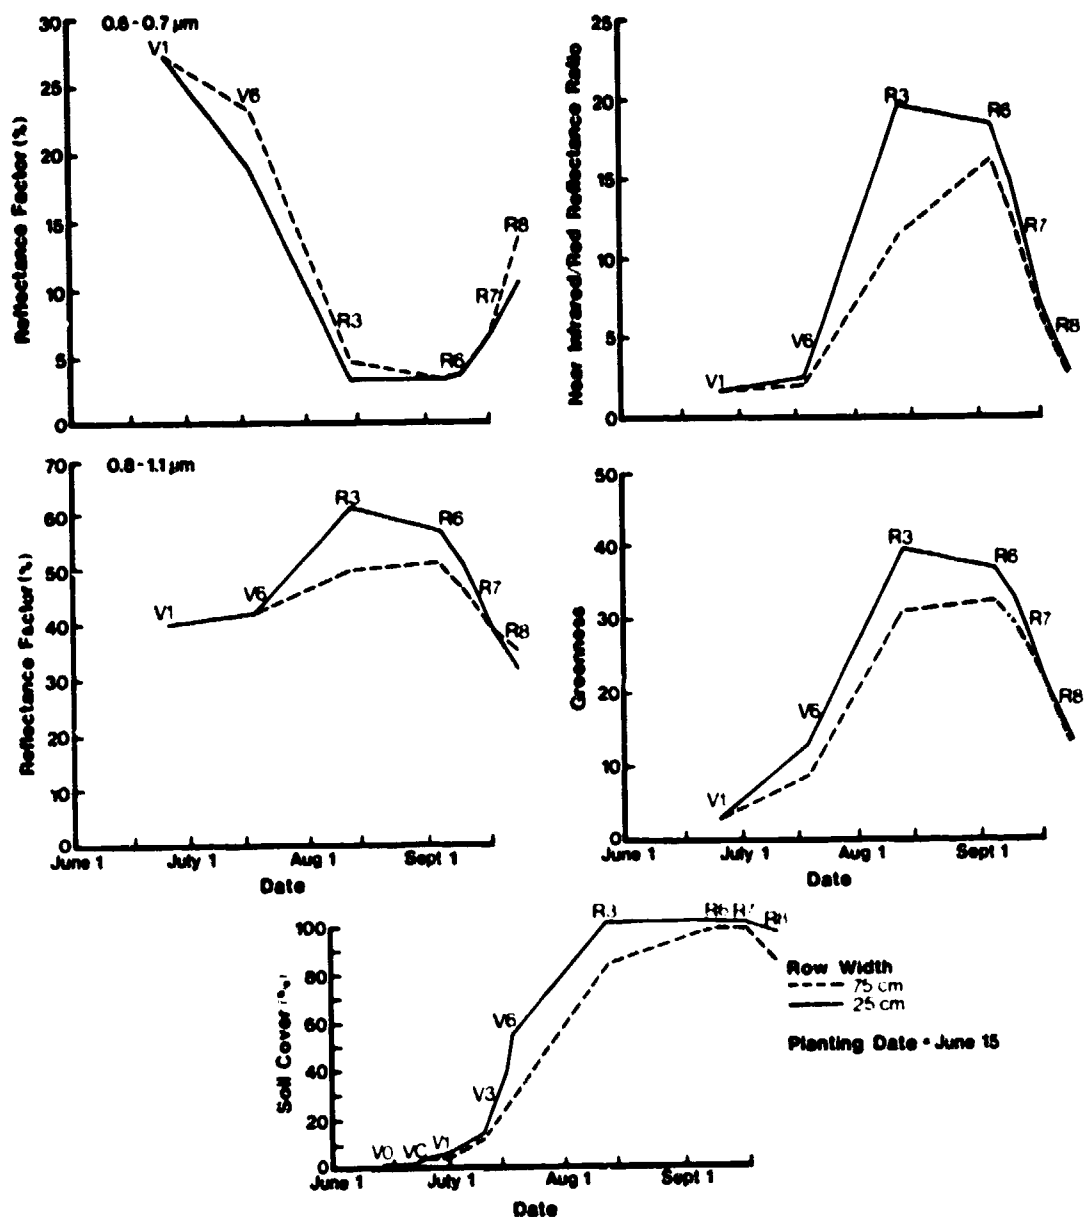 0.6 - 0.7 μm
Reflectance Factor (%)
30
25
20
15
10
5
0
V1
V6
R3
R6
R7
R8
Near Infrared/Red Reflectance Ratio
25
20
15
10
5
0
V1
V6
R3
R6
R7
R8
0.8 - 1.1 μm
Reflectance Factor (%)
70
60
50
40
30
20
10
0
V1
V6
R3
R6
R7
R8
June 1 July 1 Aug 1 Sept 1
Date
Greenness
50
40
30
20
10
0
V1
V6
R3
R6
R7
R8
June 1 July 1 Aug 1 Sept 1
Date
Soil Cover (%)
100
80
60
40
20
0
V0
VC
V1
V3
V6
R3
R6
R7
R8
June 1 July 1 Aug 1 Sept 1
Date
Row Width
75 cm
25 cm
Planting Date • June 15